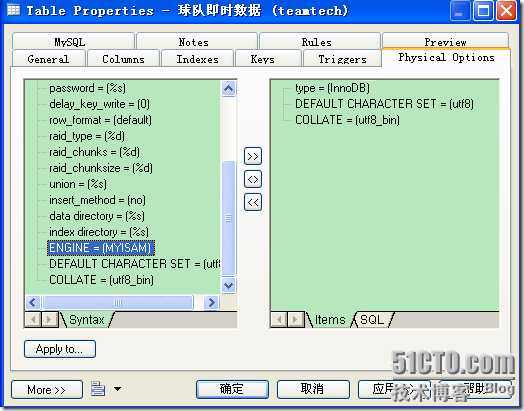 Table Properties - 球队即时数据 (teamtech)
MySQL Notes Rules Preview
General Columns Indexes Keys Triggers Physical Options
password = (%s)
delay_key_write = (0)
row_format = (default)
raid_type = (%d)
raid_chunks = (%d)
raid_chunksize = (%d)
union = (%s)
insert_method = (no)
data directory = (%s)
index directory = (%s)
ENGINE = (MYISAM)
DEFAULT CHARACTER SET = (utf8
COLLATE = (utf8_bin)
Syntax
>>
<>
<<
type = (InnoDB)
DEFAULT CHARACTER SET = (utf8)
COLLATE = (utf8_bin)
Items SQL
Apply to...
More >> 确定 取消 应用 帮助
51CTO.com
技术博客 Blog